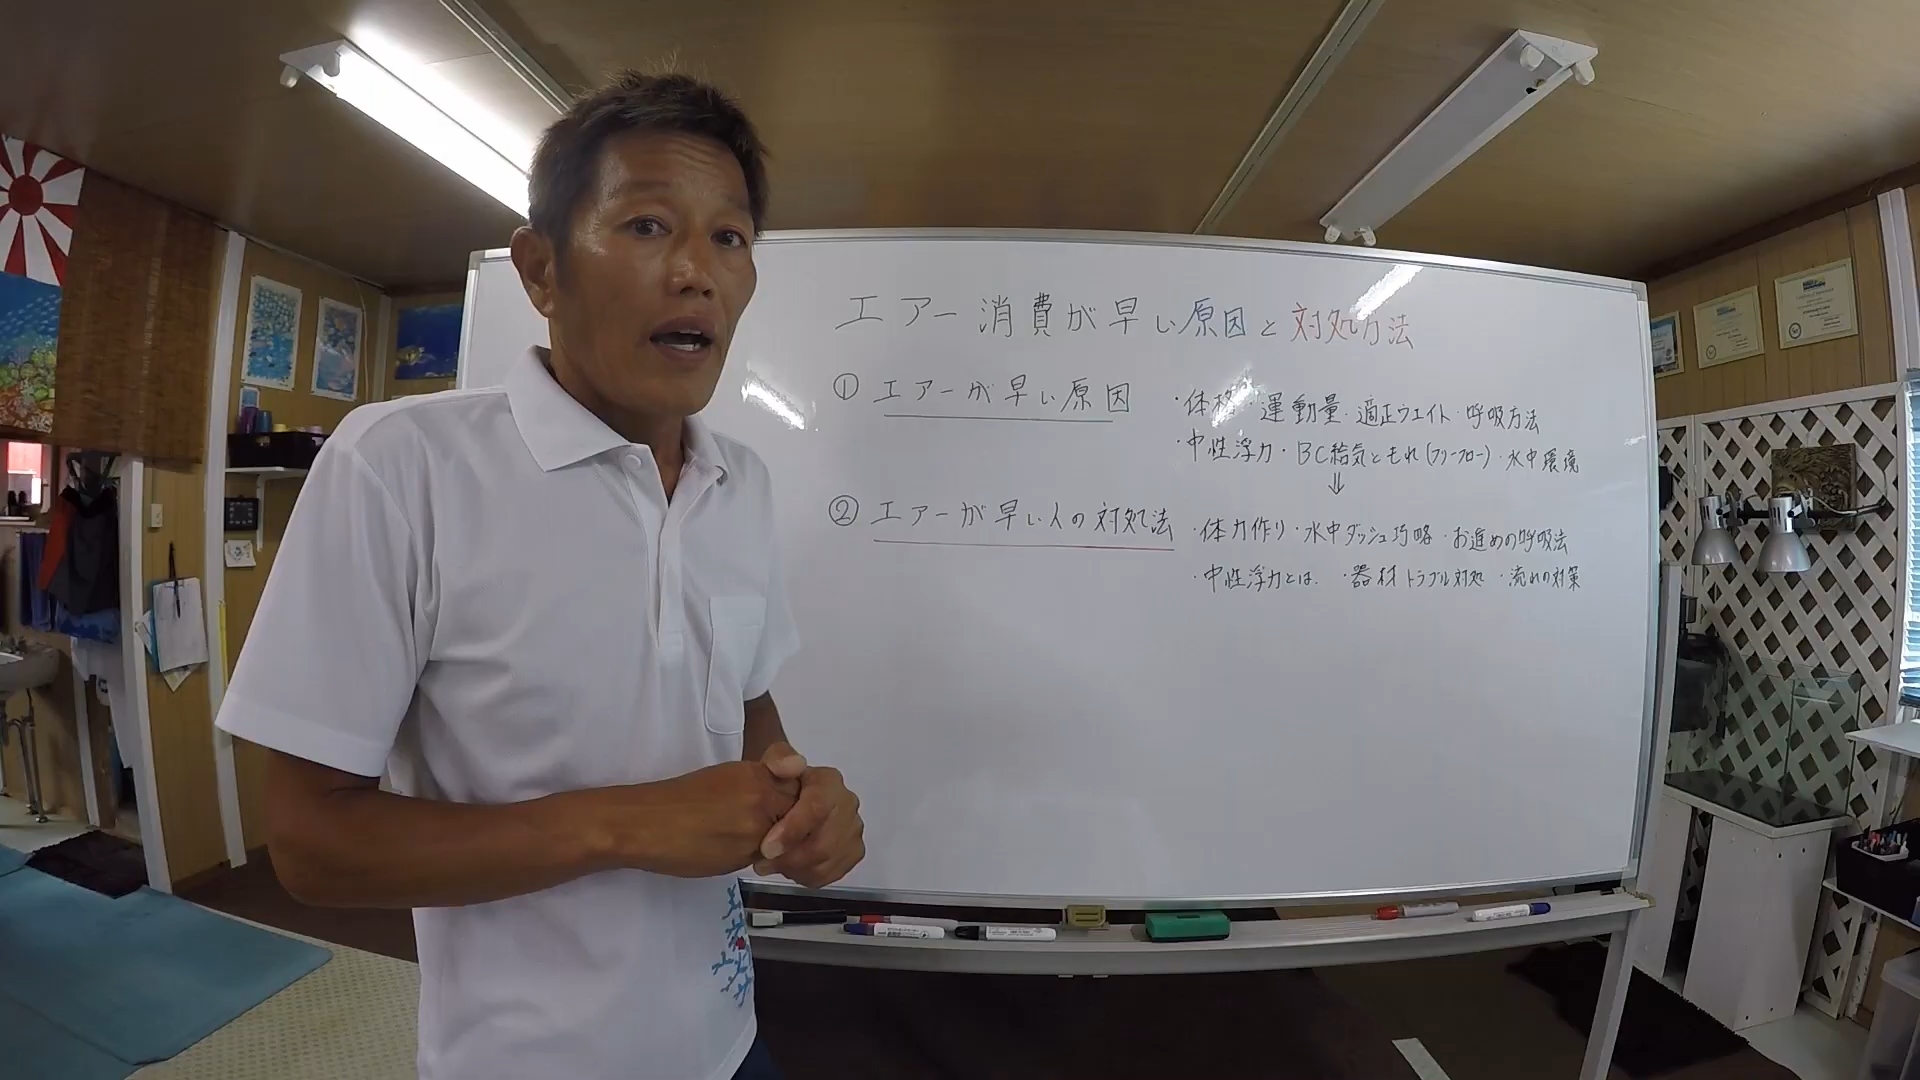 エアー消費が早い原因と対処方法
① エアーが早い原因
・体格・運動量・適正ウエイト・呼吸方法
・中性浮力・BC給気ともれ(フリーフロー)・水中環境
⇓
② エアーが早い人の対処法
・体力作り・水中ダッシュ巧略・お進めの呼吸法
・中性浮力とは ・器材トラブル対処 ・流れの対策